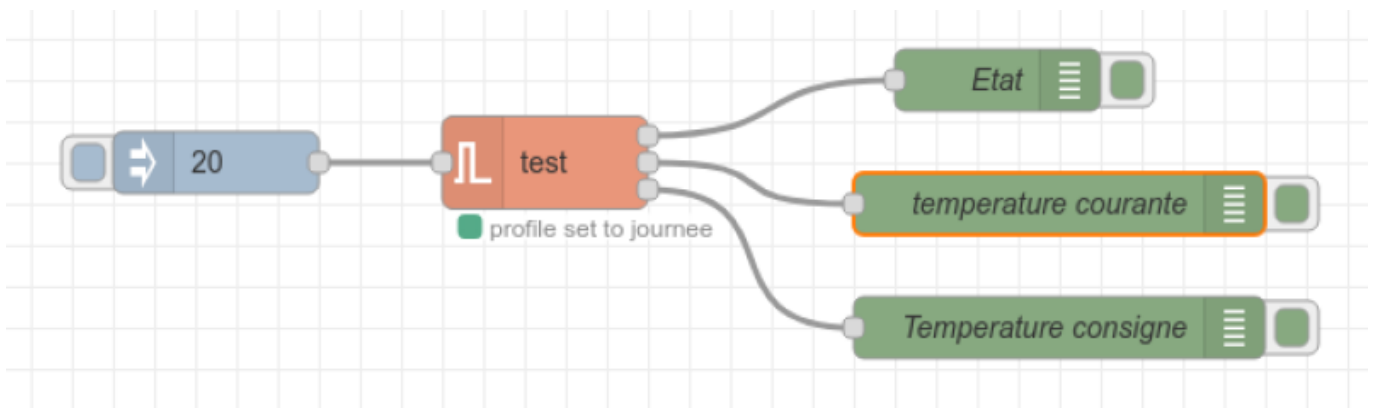 Etat
20
test
temperature courante
profile set to journee
Temperature consigne